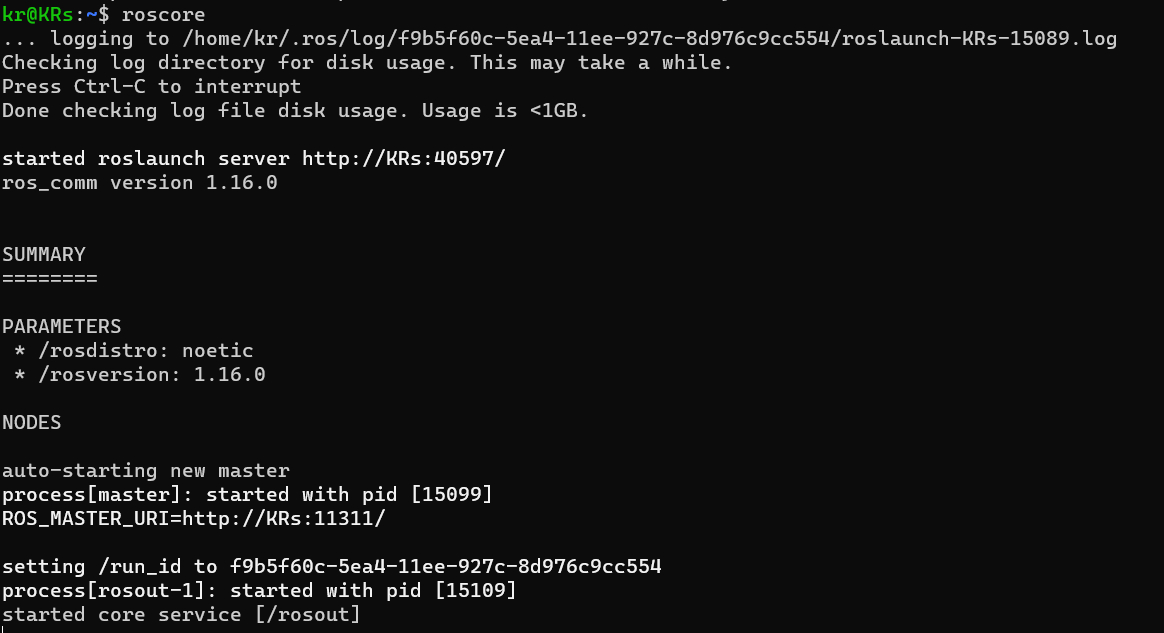 kr@KRs:~$ roscore
... logging to /home/kr/.ros/log/f9b5f60c-5ea4-11ee-927c-8d976c9cc554/roslaunch-KRs-15089.log
Checking log directory for disk usage. This may take a while.
Press Ctrl-C to interrupt
Done checking log file disk usage. Usage is <1GB.
started roslaunch server http://KRs:40597/
ros_comm version 1.16.0
SUMMARY
========
PARAMETERS
 * /rosdistro: noetic
 * /rosversion: 1.16.0
NODES
auto-starting new master
process[master]: started with pid [15099]
ROS_MASTER_URI=http://KRs:11311/
setting /run_id to f9b5f60c-5ea4-11ee-927c-8d976c9cc554
process[rosout-1]: started with pid [15109]
started core service [/rosout]